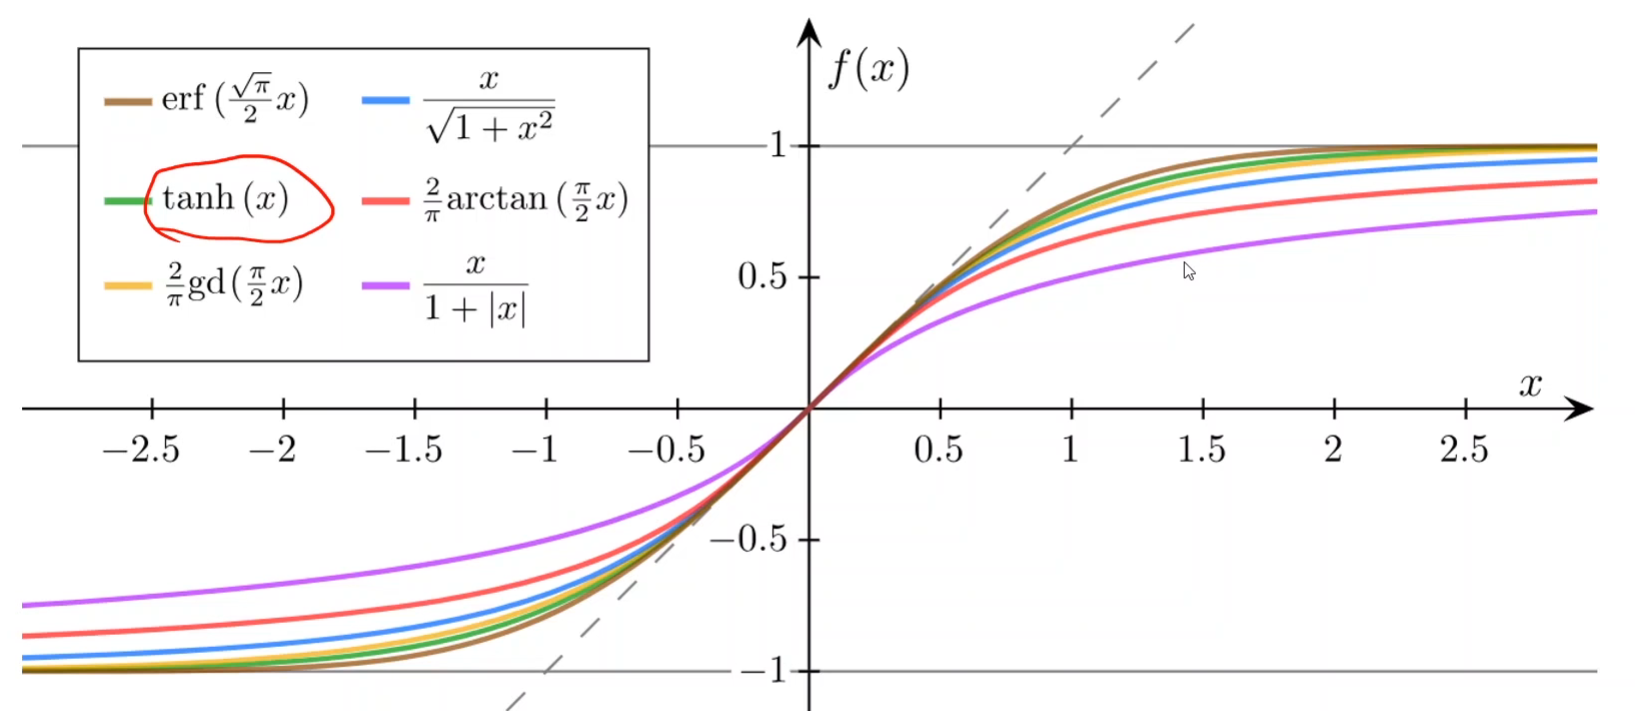 erf (√π/2 x)
x/√(1 + x²)
tanh (x)
2/π arctan (π/2 x)
2/π gd(π/2 x)
x/(1 + |x|)
f(x)
1
0.5
x
−2.5 −2 −1.5 −1 −0.5 0.5 1 1.5 2 2.5
−0.5
−1